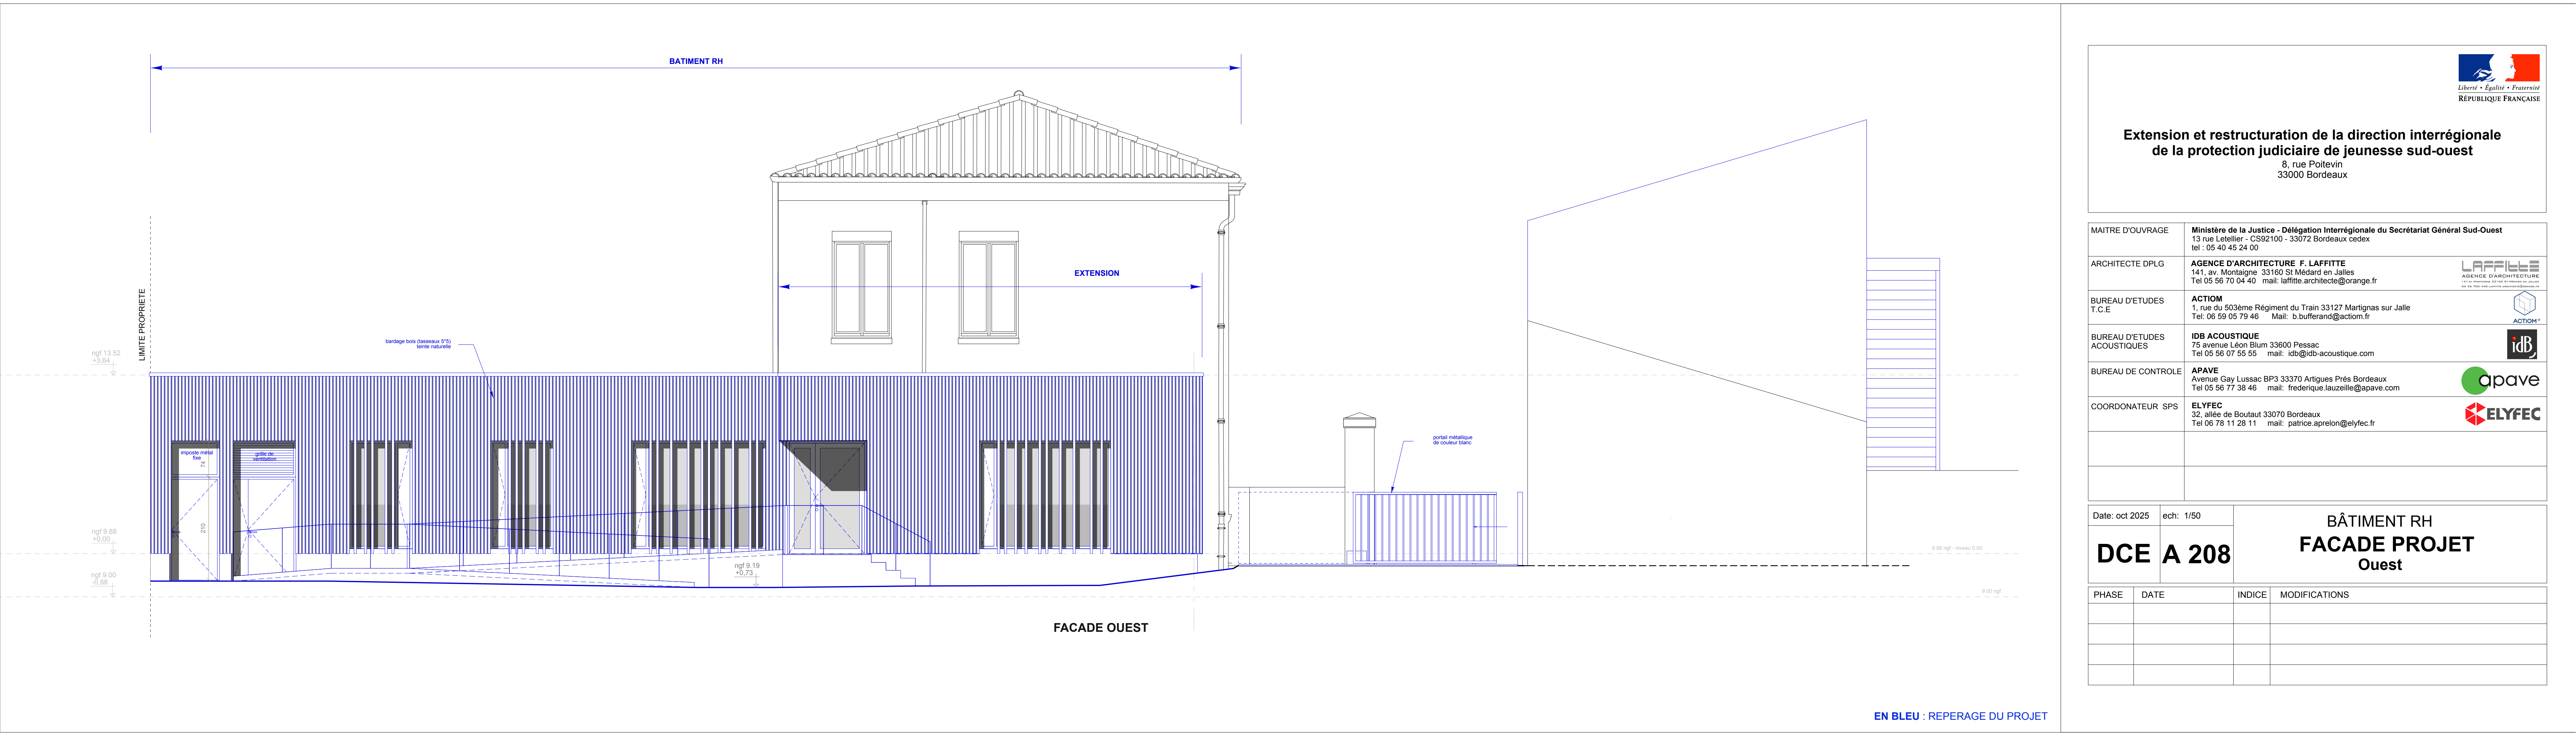 BATIMENT RH
EXTENSION
LIMITE PROPRIETE
bardage bois (tasseaux 5*5)
teinte naturelle
ngf 13.52
+3,64
imposte métal
fixe
74
210
grille de
ventilation
portail métallique
de couleur blanc
ngf 9.88
+0,00
ngf 9.00
-0,88
ngf 9.19
+0,73
9.88 ngf - niveau 0.00
9.00 ngf
FACADE OUEST
EN BLEU : REPERAGE DU PROJET
Liberté • Égalité • Fraternité
RÉPUBLIQUE FRANÇAISE
Extension et restructuration de la direction interrégionale
de la protection judiciaire de jeunesse sud-ouest
8, rue Poitevin
33000 Bordeaux
MAITRE D'OUVRAGE
Ministère de la Justice - Délégation Interrégionale du Secrétariat Général Sud-Ouest
13 rue Letellier - CS92100 - 33072 Bordeaux cedex
tel : 05 40 45 24 00
ARCHITECTE DPLG
AGENCE D'ARCHITECTURE F. LAFFITTE
141, av. Montaigne 33160 St Médard en Jalles
Tel 05 56 70 04 40 mail: laffitte.architecte@orange.fr
LAFFITTE
AGENCE D'ARCHITECTURE
BUREAU D'ETUDES
T.C.E
ACTIOM
1, rue du 503ème Régiment du Train 33127 Martignas sur Jalle
Tel: 06 59 05 79 46 Mail: b.bufferand@actiom.fr
ACTIOM
BUREAU D'ETUDES
ACOUSTIQUES
IDB ACOUSTIQUE
75 avenue Léon Blum 33600 Pessac
Tel 05 56 07 55 55 mail: idb@idb-acoustique.com
idB
BUREAU DE CONTROLE
APAVE
Avenue Gay Lussac BP3 33370 Artigues Prés Bordeaux
Tel 05 56 77 38 46 mail: frederique.lauzeille@apave.com
apave
COORDONATEUR SPS
ELYFEC
32, allée de Boutaut 33070 Bordeaux
Tel 06 78 11 28 11 mail: patrice.aprelon@elyfec.fr
ELYFEC
Date: oct 2025 ech: 1/50
DCE A 208
BÂTIMENT RH
FACADE PROJET
Ouest
PHASE DATE INDICE MODIFICATIONS